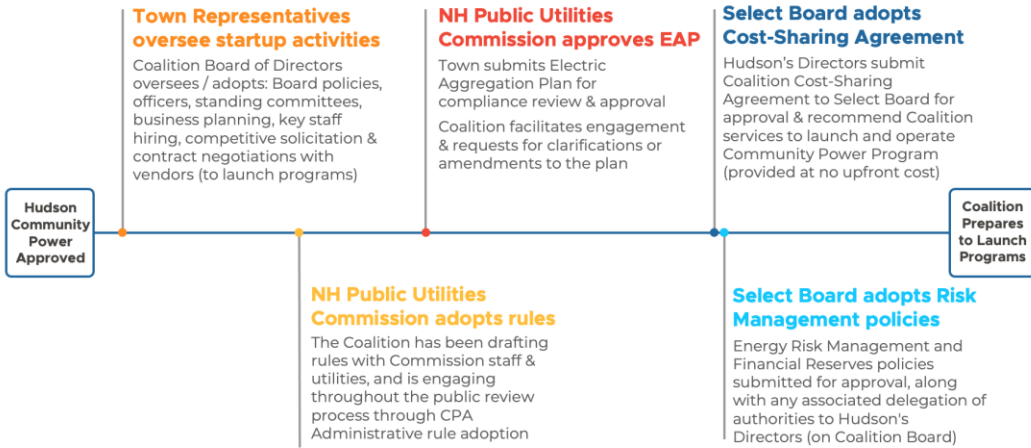 Hudson
Community
Power
Approved
Town Representatives
oversee startup activities
Coalition Board of Directors
oversees / adopts: Board policies,
officers, standing committees,
business planning, key staff
hiring, competitive solicitation &
contract negotiations with
vendors (to launch programs)
NH Public Utilities
Commission adopts rules
The Coalition has been drafting
rules with Commission staff &
utilities, and is engaging
throughout the public review
process through CPA
Administrative rule adoption
NH Public Utilities
Commission approves EAP
Town submits Electric
Aggregation Plan for
compliance review & approval
Coalition facilitates engagement
& requests for clarifications or
amendments to the plan
Select Board adopts
Cost-Sharing Agreement
Hudson's Directors submit
Coalition Cost-Sharing
Agreement to Select Board for
approval & recommend Coalition
services to launch and operate
Community Power Program
(provided at no upfront cost)
Select Board adopts Risk
Management policies
Energy Risk Management and
Financial Reserves policies
submitted for approval, along
with any associated delegation of
authorities to Hudson's
Directors (on Coalition Board)
Coalition
Prepares
to Launch
Programs